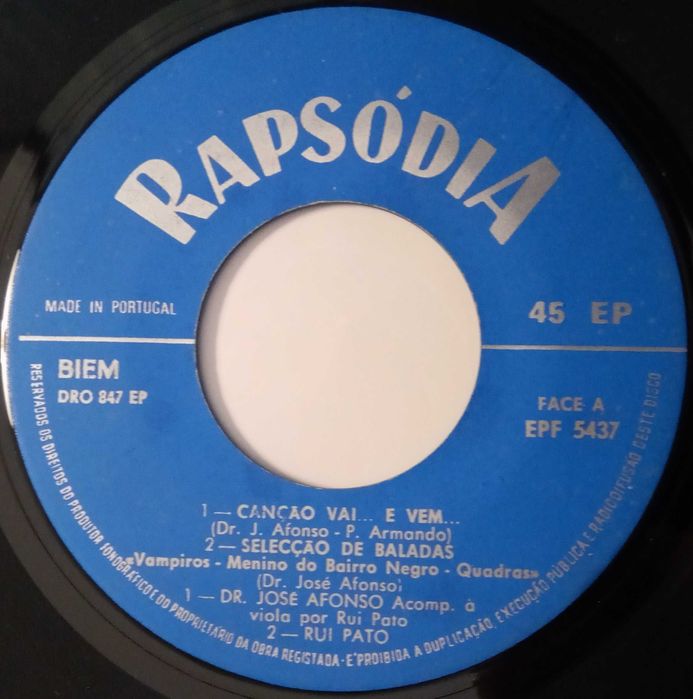 RAPSÓDIA
MADE IN PORTUGAL
45 EP
BIEM
DRO 847 EP
FACE A
EPF 5437
1 — CANÇÃO VAI... E VEM...
(Dr. J. Afonso - P. Armando)
2 — SELECÇÃO DE BALADAS
«Vampiros - Menino do Bairro Negro - Quadras»
(Dr. José Afonso)
1 — DR. JOSÉ AFONSO Acomp. à
viola por Rui Pato
2 — RUI PATO
RESERVADOS OS DIREITOS DO PRODUTOR FONOGRÁFICO E DO PROPRIETÁRIO DA OBRA REGISTADA - É PROIBIDA A DUPLICAÇÃO, EXECUÇÃO PÚBLICA E RADIODIFUSÃO DESTE DISCO